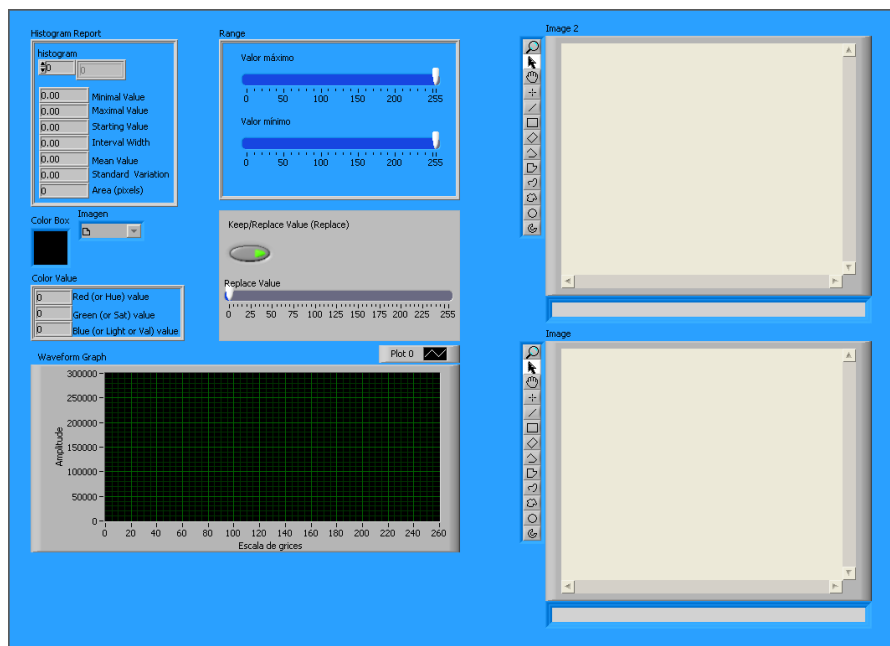 Histogram Report
histogram
0
0
0.00 Minimal Value
0.00 Maximal Value
0.00 Starting Value
0.00 Interval Width
0.00 Mean Value
0.00 Standard Variation
0 Area (pixels)
Range
Valor máximo
0 50 100 150 200 255
Valor mínimo
0 50 100 150 200 255
Color Box
Imagen
Keep/Replace Value (Replace)
Replace Value
0 25 50 75 100 125 150 175 200 225 255
Color Value
0 Red (or Hue) value
0 Green (or Sat) value
0 Blue (or Light or Val) value
Waveform Graph
Plot 0
300000
250000
200000
150000
100000
50000
0
Amplitude
0 20 40 60 80 100 120 140 160 180 200 220 240 260
Escala de grices
Image 2
Image